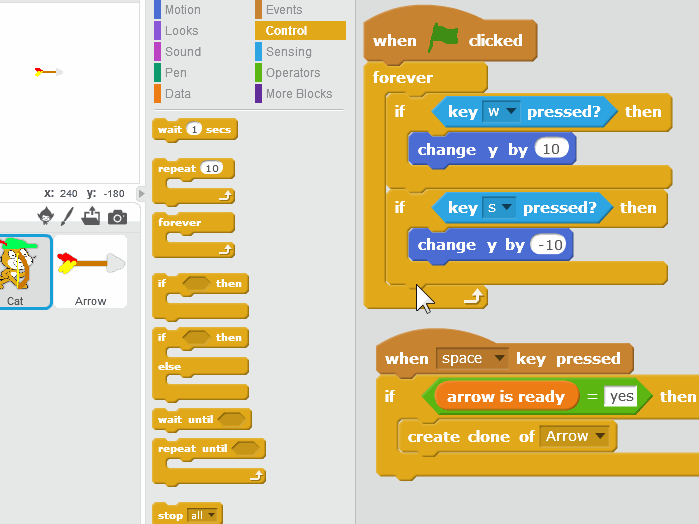 Motion Events
Looks Control
Sound Sensing
Pen Operators
Data More Blocks
x: 240 y: -180
Cat
Arrow
wait 1 secs
repeat 10
forever
if then
if then
else
wait until
repeat until
stop all
when clicked
forever
if key w pressed? then
change y by 10
if key s pressed? then
change y by -10
when space key pressed
if arrow is ready = yes then
create clone of Arrow